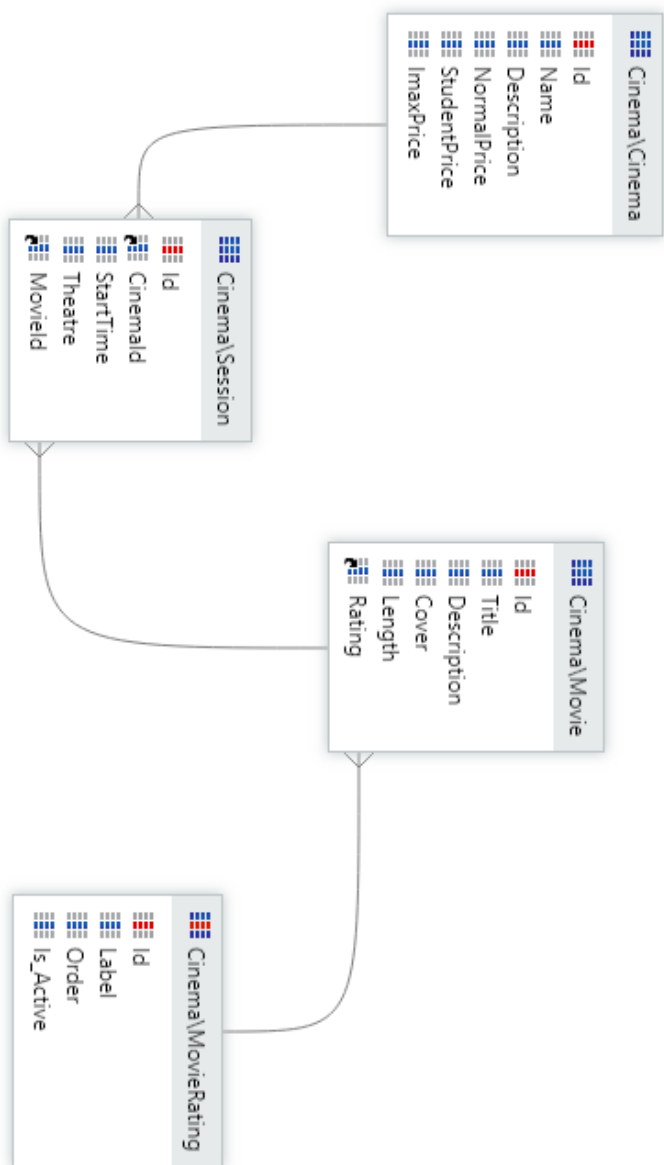 Cinema\Cinema
Id
Name
Description
NormalPrice
StudentPrice
ImaxPrice
Cinema\Session
Id
CinemaId
StartTime
Theatre
MovieId
Cinema\Movie
Id
Title
Description
Cover
Length
Rating
Cinema\MovieRating
Id
Label
Order
Is_Active